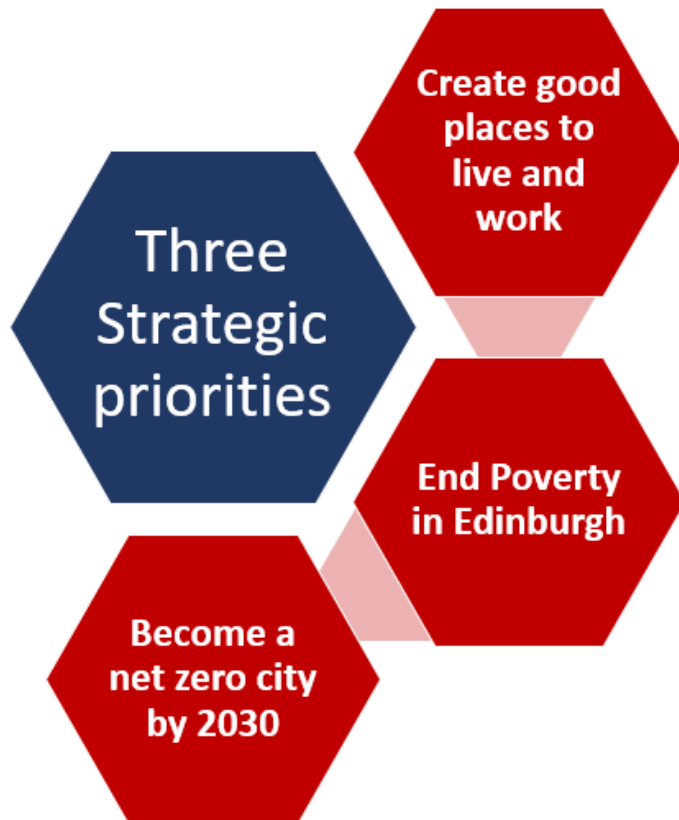 Three
Strategic
priorities
Create good
places to
live and
work
End Poverty
in Edinburgh
Become a
net zero city
by 2030